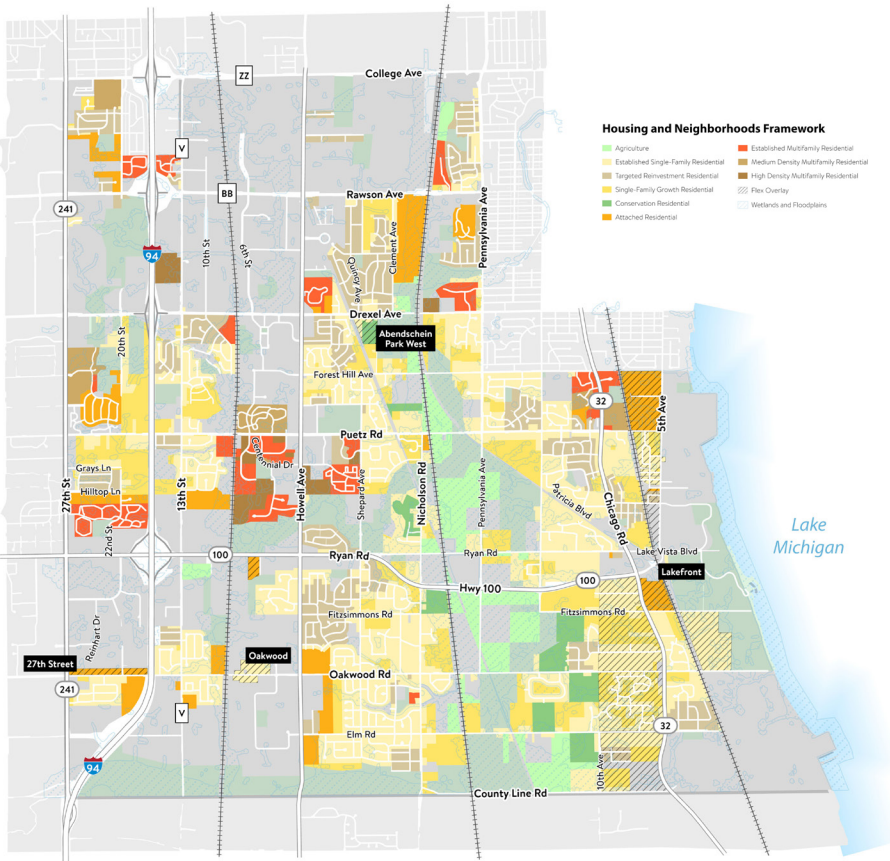 College Ave
ZZ
Housing and Neighborhoods Framework
Agriculture
Established Single-Family Residential
Targeted Reinvestment Residential
Single-Family Growth Residential
Conservation Residential
Attached Residential
Established Multifamily Residential
Medium Density Multifamily Residential
High Density Multifamily Residential
Flex Overlay
Wetlands and Floodplains
V
BB
Rawson Ave
241
Pennsylvania Ave
Clement Ave
10th St
6th St
94
Quincy Ave
Drexel Ave
20th St
Abendschein
Park West
Forest Hill Ave
32
5th Ave
Puetz Rd
Centennial Dr
Grays Ln
Hilltop Ln
27th St
13th St
Howell Ave
Shepard Ave
Nicholson Rd
Pennsylvania Ave
Patricia Blvd
Chicago Rd
Lake
Michigan
22nd St
100
Ryan Rd
Ryan Rd
Lake Vista Blvd
Lakefront
Hwy 100
100
Fitzsimmons Rd
Fitzsimmons Rd
Reinhart Dr
27th Street
Oakwood
Oakwood Rd
241
V
32
Elm Rd
94
10th Ave
County Line Rd